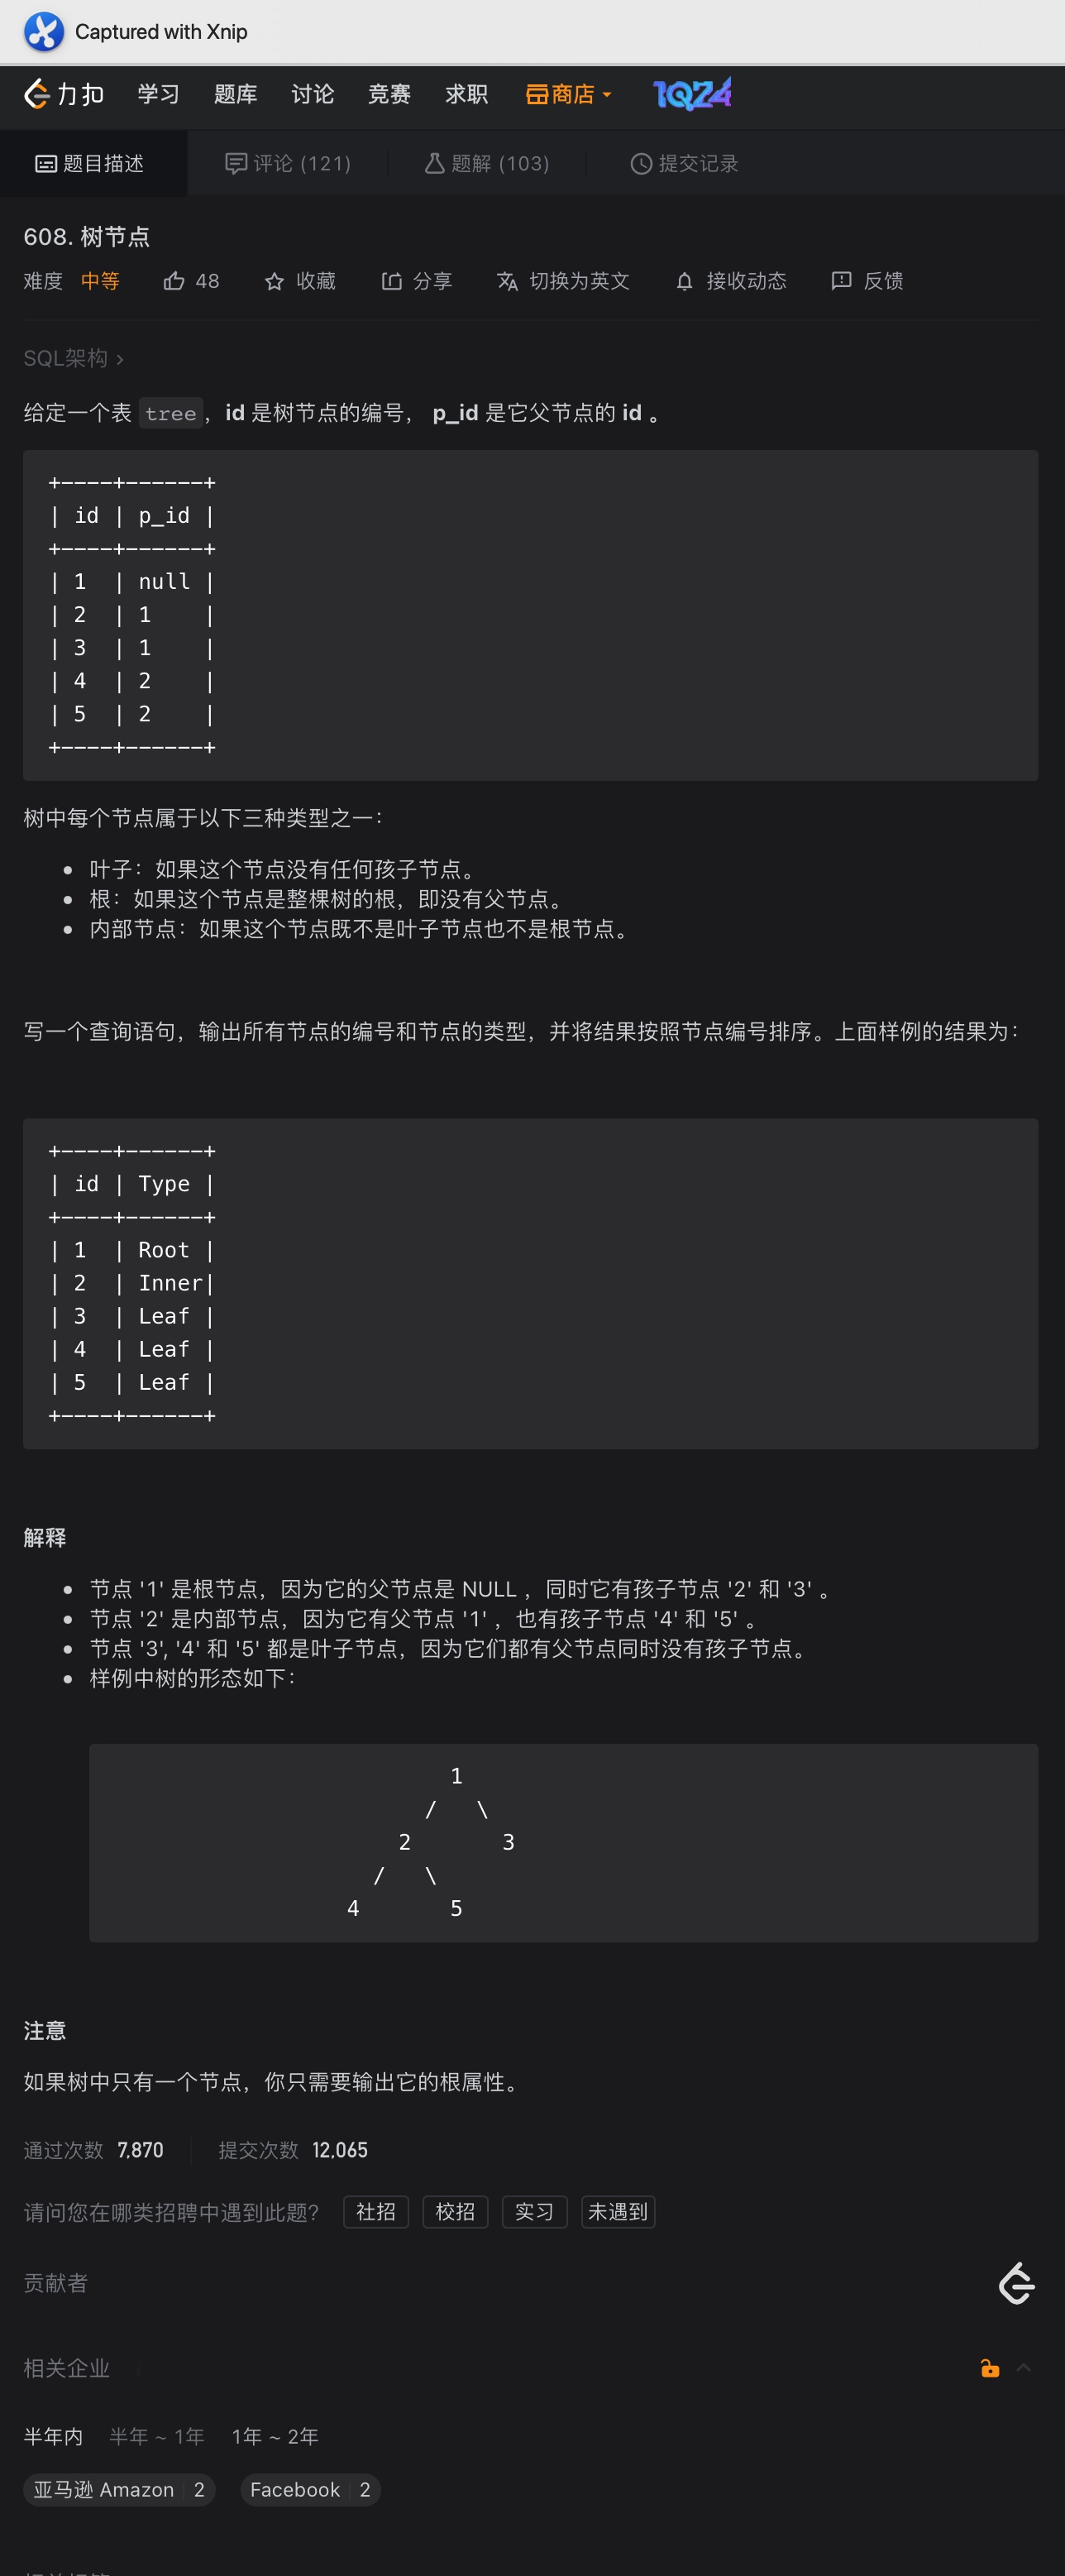 Captured with Xnip
力扣 学习 题库 讨论 竞赛 求职 商店 1024
题目描述 评论 (121) 题解 (103) 提交记录
608. 树节点
难度 中等 48 收藏 分享 切换为英文 接收动态 反馈
SQL架构 >
给定一个表 tree，id 是树节点的编号， p_id 是它父节点的 id 。
+----+------+
| id | p_id |
+----+------+
| 1  | null |
| 2  | 1    |
| 3  | 1    |
| 4  | 2    |
| 5  | 2    |
+----+------+
树中每个节点属于以下三种类型之一：
• 叶子：如果这个节点没有任何孩子节点。
• 根：如果这个节点是整棵树的根，即没有父节点。
• 内部节点：如果这个节点既不是叶子节点也不是根节点。
写一个查询语句，输出所有节点的编号和节点的类型，并将结果按照节点编号排序。上面样例的结果为：
+----+------+
| id | Type |
+----+------+
| 1  | Root |
| 2  | Inner|
| 3  | Leaf |
| 4  | Leaf |
| 5  | Leaf |
+----+------+
解释
• 节点 '1' 是根节点，因为它的父节点是 NULL ，同时它有孩子节点 '2' 和 '3' 。
• 节点 '2' 是内部节点，因为它有父节点 '1' ，也有孩子节点 '4' 和 '5' 。
• 节点 '3', '4' 和 '5' 都是叶子节点，因为它们都有父节点同时没有孩子节点。
• 样例中树的形态如下：
1
/ \
2 3
/ \
4 5
注意
如果树中只有一个节点，你只需要输出它的根属性。
通过次数 7,870 提交次数 12,065
请问您在哪类招聘中遇到此题? 社招 校招 实习 未遇到
贡献者
相关企业
半年内 半年 ~ 1年 1年 ~ 2年
亚马逊 Amazon 2 Facebook 2